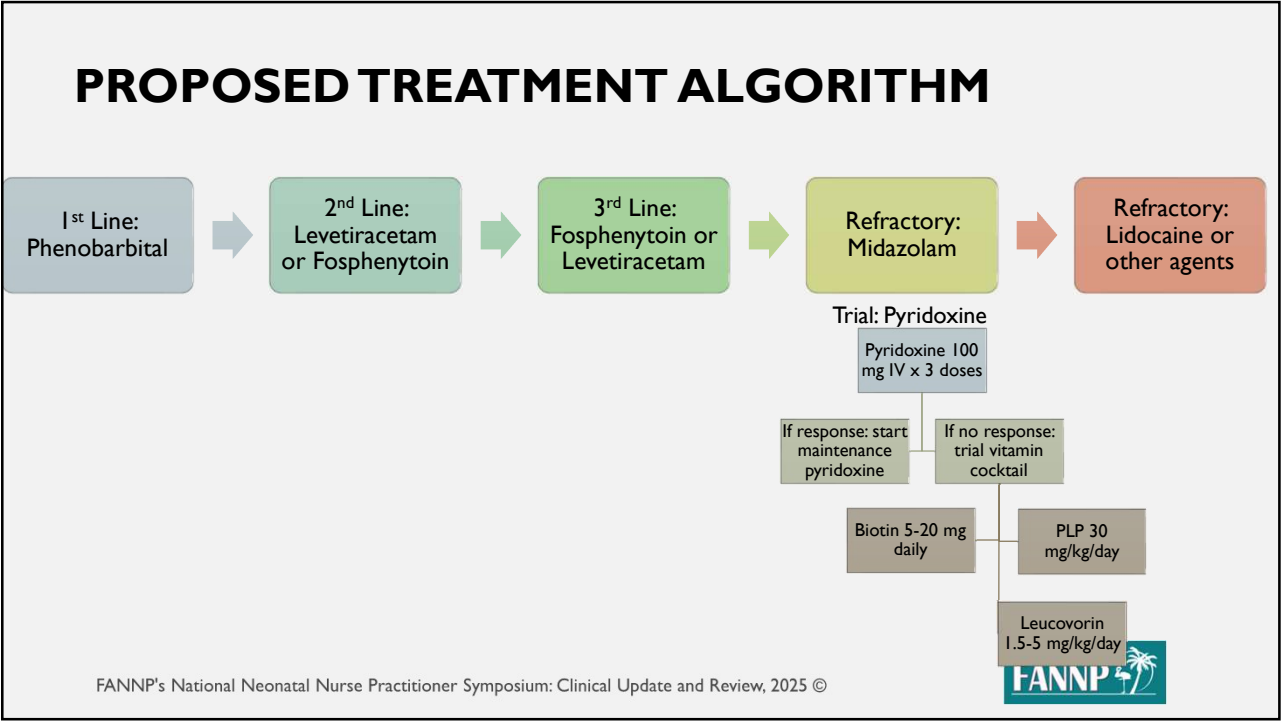 PROPOSED TREATMENT ALGORITHM
1st Line:
Phenobarbital
2nd Line:
Levetiracetam
or Fosphenytoin
3rd Line:
Fosphenytoin or
Levetiracetam
Refractory:
Midazolam
Refractory:
Lidocaine or
other agents
Trial: Pyridoxine
Pyridoxine 100
mg IV x 3 doses
If response: start
maintenance
pyridoxine
If no response:
trial vitamin
cocktail
Biotin 5-20 mg
daily
PLP 30
mg/kg/day
Leucovorin
1.5-5 mg/kg/day
FANNP's National Neonatal Nurse Practitioner Symposium: Clinical Update and Review, 2025 ©
FANNP